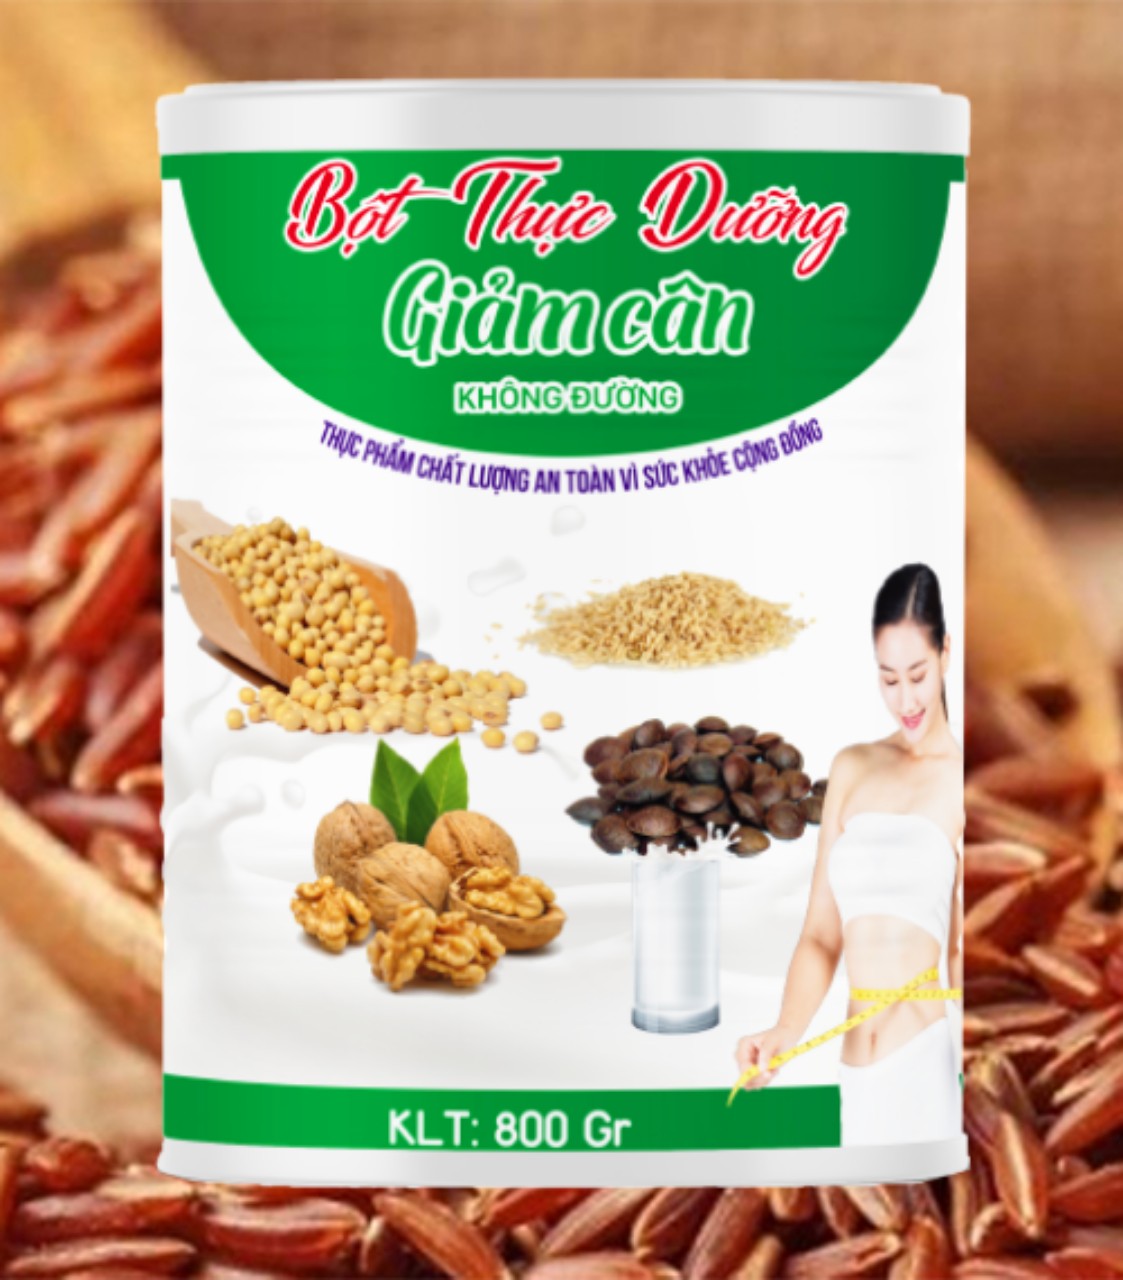 Bột Thực Dưỡng
Giảm cân
KHÔNG ĐƯỜNG
THỰC PHẨM CHẤT LƯỢNG AN TOÀN VÌ SỨC KHỎE CỘNG ĐỒNG
KLT: 800 Gr